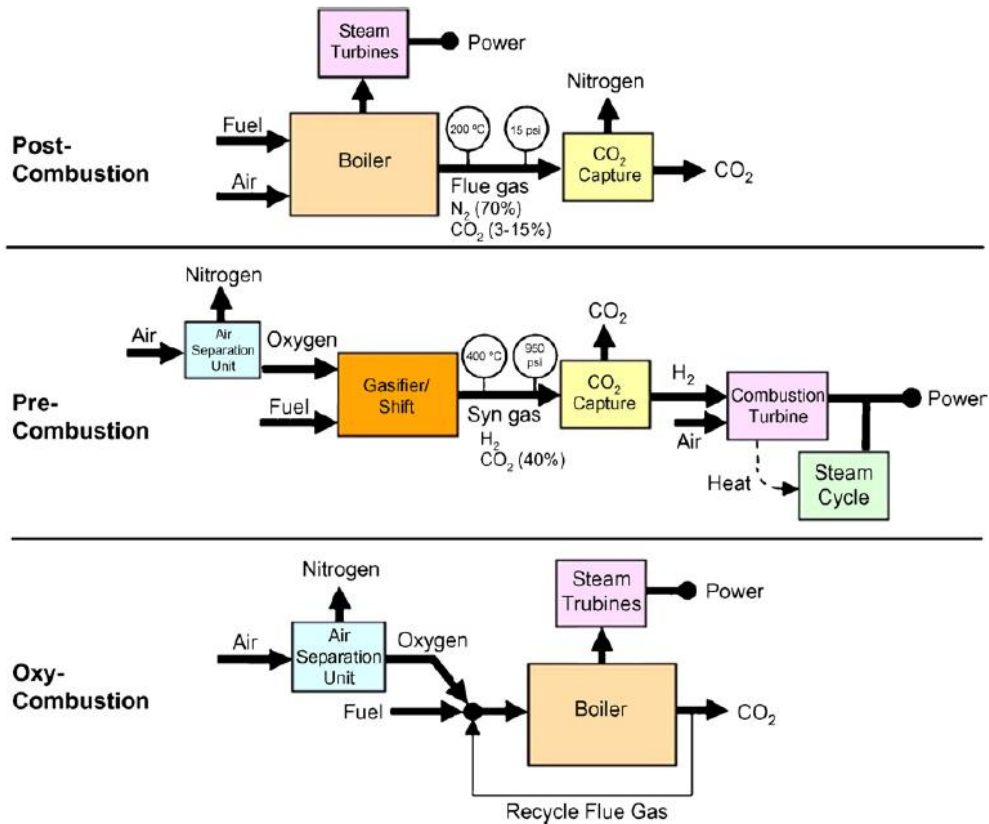 Steam
Turbines
Power
Nitrogen
Fuel
200 ºC
15 psi
Post-
Combustion
Boiler
CO₂
Capture
CO₂
Air
Flue gas
N₂ (70%)
CO₂ (3-15%)
Nitrogen
CO₂
Air
Air
Separation
Unit
Oxygen
400 ºC
950
psi
Pre-
Combustion
Gasifier/
Shift
CO₂
Capture
H₂
Combustion
Turbine
Power
Fuel
Syn gas
H₂
CO₂ (40%)
Air
Heat
Steam
Cycle
Nitrogen
Steam
Trubines
Power
Air
Air
Separation
Unit
Oxygen
Oxy-
Combustion
Fuel
Boiler
CO₂
Recycle Flue Gas